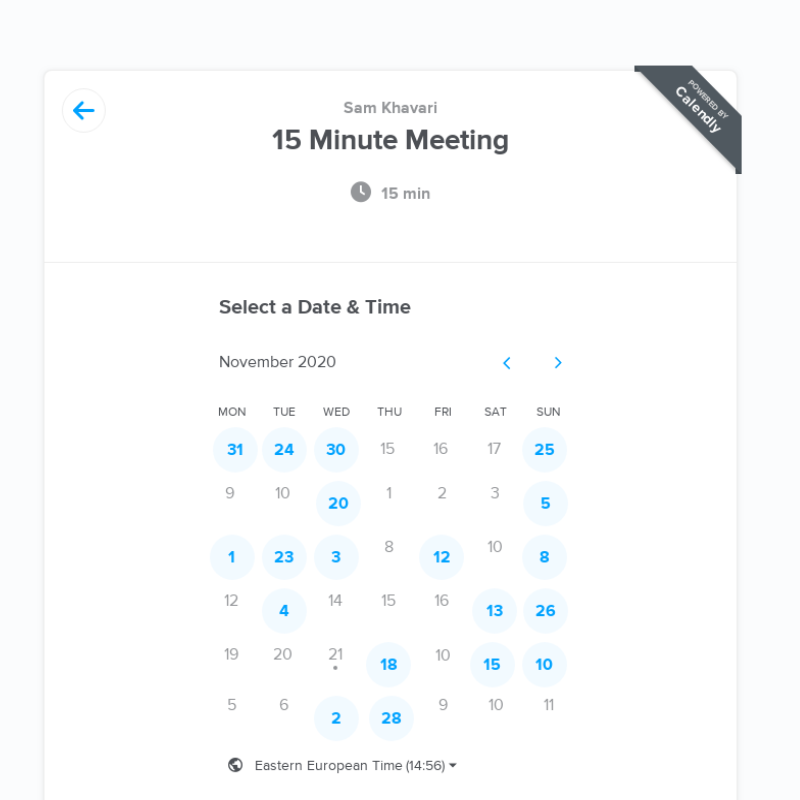 POWERED BY
Calendly
Sam Khavari
15 Minute Meeting
15 min
Select a Date & Time
November 2020
MON TUE WED THU FRI SAT SUN
31 24 30 15 16 17 25
9 10 20 1 2 3 5
1 23 3 8 12 10 8
12 4 14 15 16 13 26
19 20 21 18 10 15 10
5 6 2 28 9 10 11
Eastern European Time (14:56)